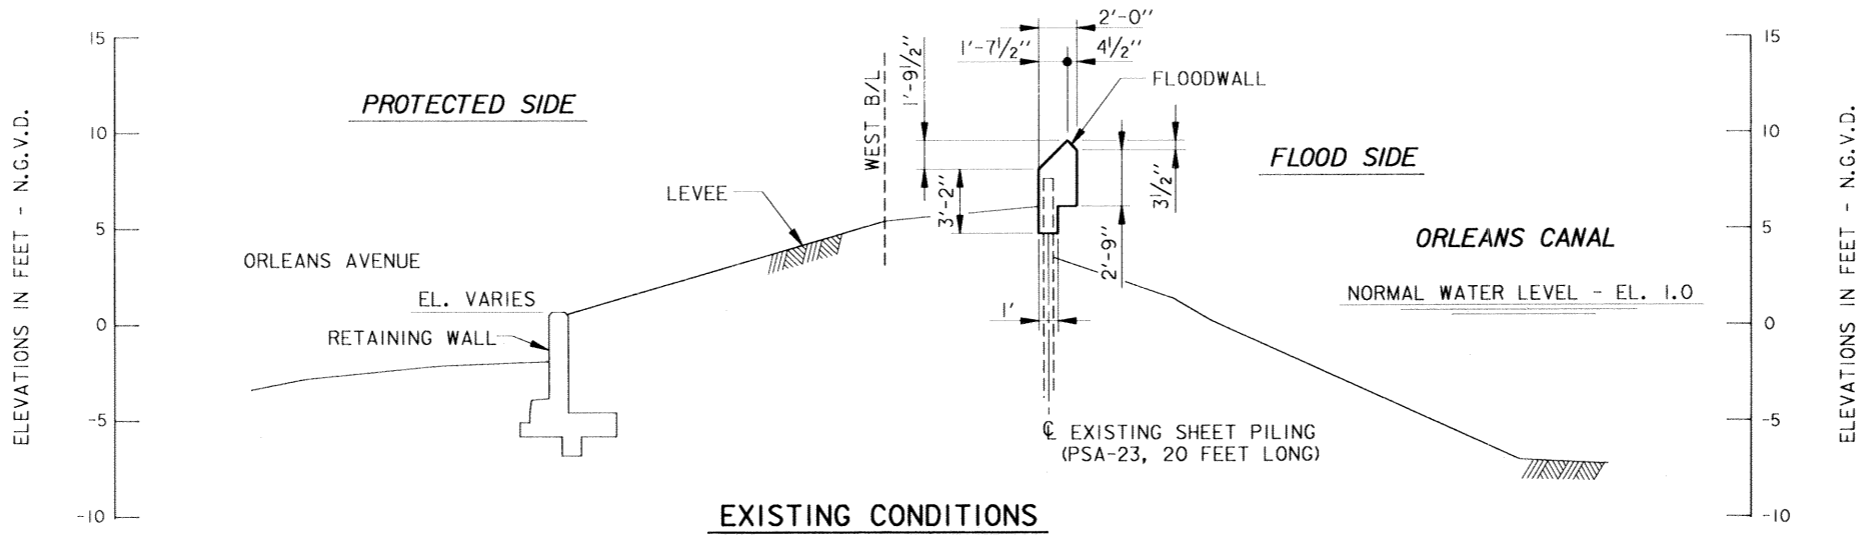 2'-0"
1'-7½"
4½"
1'-9½"
FLOODWALL
PROTECTED SIDE
WEST B/L
FLOOD SIDE
3½"
LEVEE
3'-2"
2'-9"
ORLEANS CANAL
ORLEANS AVENUE
NORMAL WATER LEVEL - EL. 1.0
EL. VARIES
RETAINING WALL
1'
℄ EXISTING SHEET PILING
(PSA-23, 20 FEET LONG)
ELEVATIONS IN FEET - N.G.V.D.
15
10
5
0
-5
-10
ELEVATIONS IN FEET - N.G.V.D.
15
10
5
0
-5
-10
EXISTING CONDITIONS